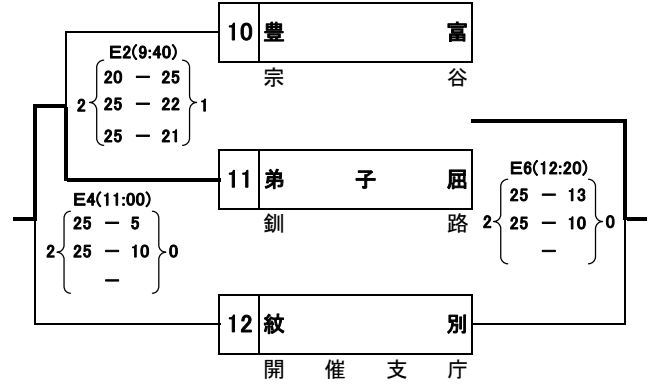 10 豊 富
宗 谷
E2(9:40)
20 － 25
2 25 － 22 1
25 － 21
11 弟 子 屈
釧 路
E4(11:00)
25 － 5
2 25 － 10 0
－
E6(12:20)
25 － 13
2 25 － 10 0
－
12 紋 別
開 催 支 庁